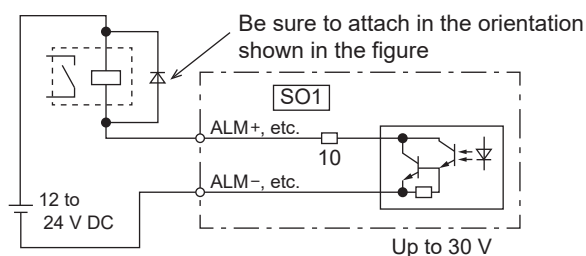 Be sure to attach in the orientation
shown in the figure
SO1
ALM+, etc.
10
ALM−, etc.
12 to
24 V DC
Up to 30 V